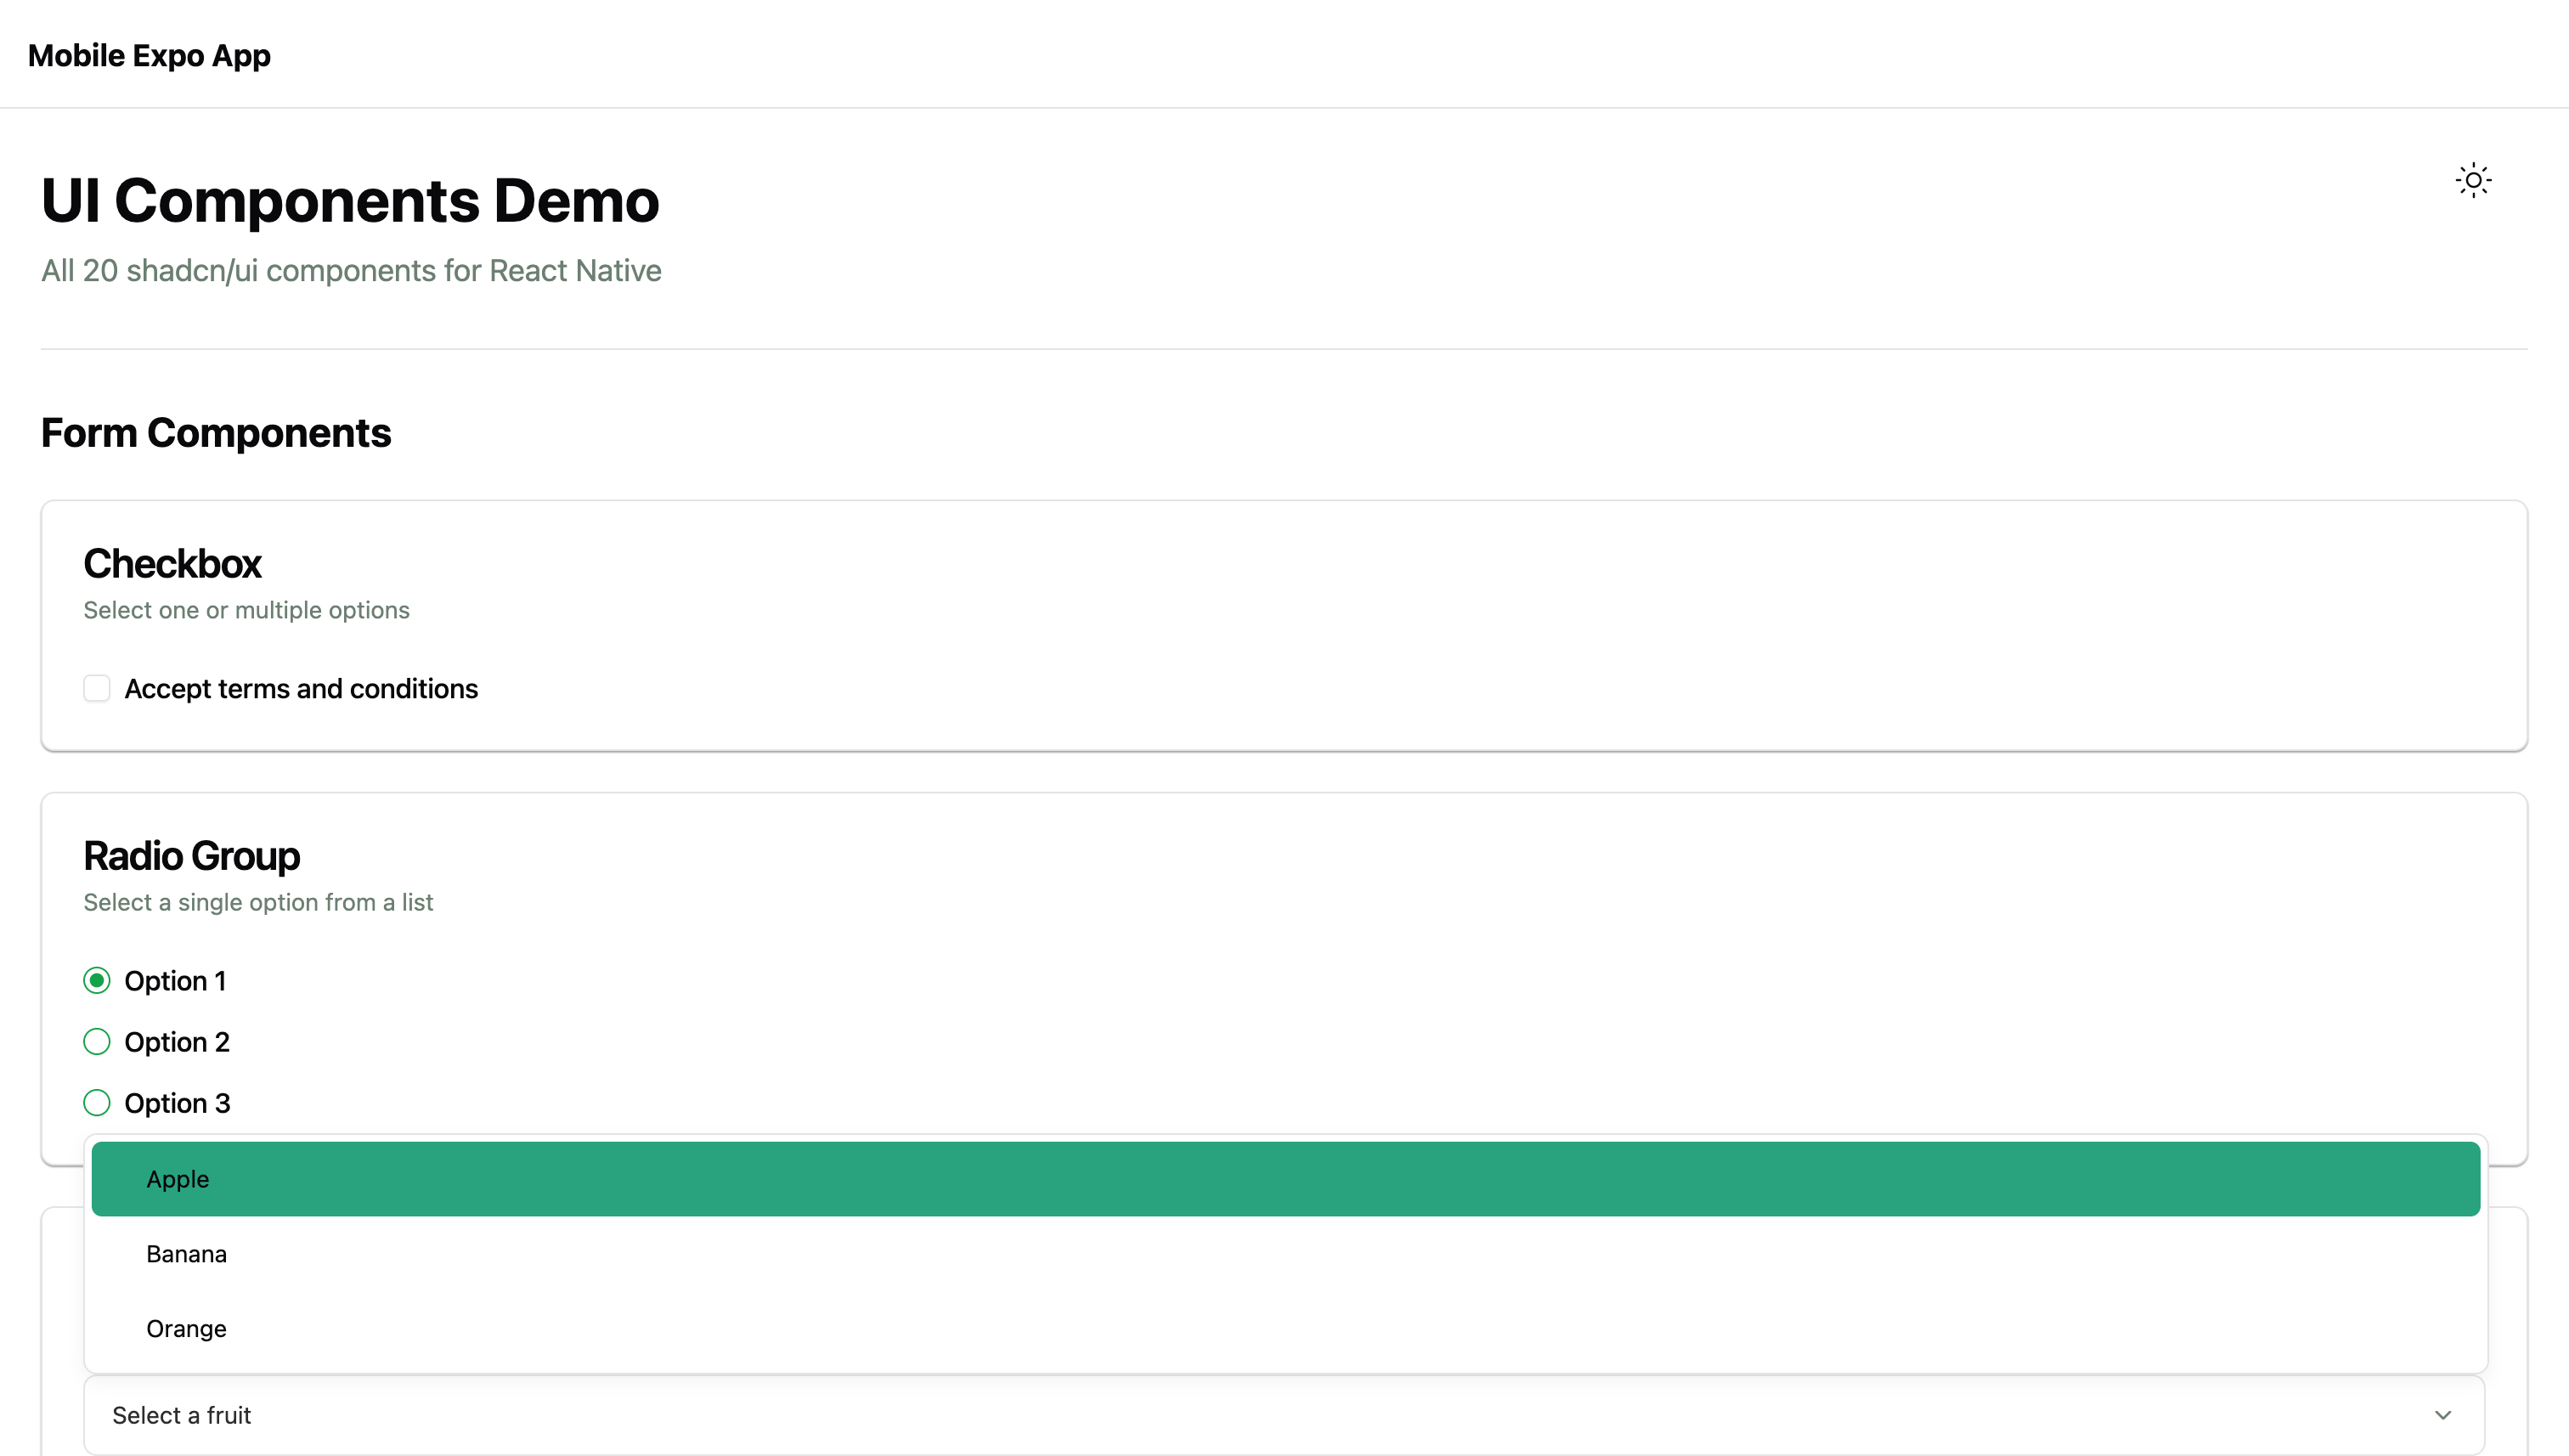 Mobile Expo App
UI Components Demo
All 20 shadcn/ui components for React Native
Form Components
Checkbox
Select one or multiple options
Accept terms and conditions
Radio Group
Select a single option from a list
Option 1
Option 2
Option 3
Apple
Banana
Orange
Select a fruit